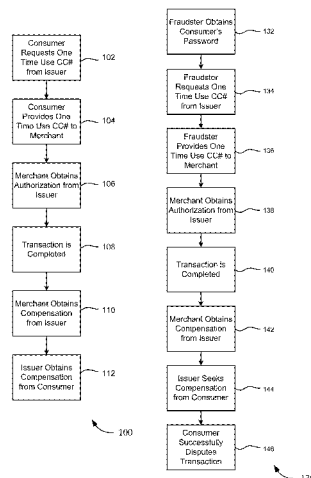 Consumer
Requests One
Time Use CC#
from Issuer
102
Consumer
Provides One
Time Use CC# to
Merchant
104
Merchant Obtains
Authorization from
Issuer
106
Transaction is
Completed
108
Merchant Obtains
Compensation
from Issuer
110
Issuer Obtains
Compensation
from Consumer
112
100
Fraudster Obtains
Consumer's
Password
132
Fraudster
Requests One
Time Use CC#
from Issuer
134
Fraudster
Provides One
Time Use CC# to
Merchant
136
Merchant Obtains
Authorization from
Issuer
138
Transaction is
Completed
140
Merchant Obtains
Compensation
from Issuer
142
Issuer Seeks
Compensation
from Consumer
144
Consumer
Successfully
Disputes
Transaction
146